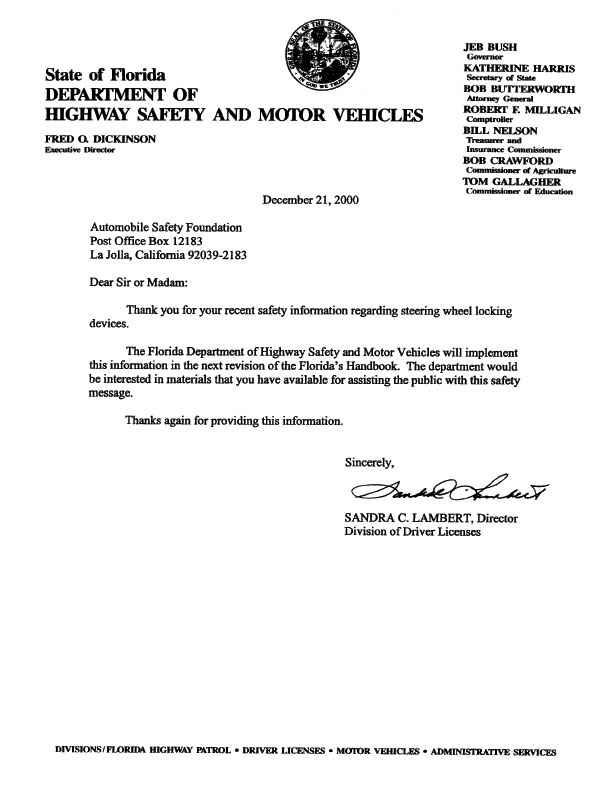 GREAT SEAL OF THE STATE OF FLORIDA
IN GOD WE TRUST
State of Florida
DEPARTMENT OF
HIGHWAY SAFETY AND MOTOR VEHICLES
FRED O. DICKINSON
Executive Director
JEB BUSH
Governor
KATHERINE HARRIS
Secretary of State
BOB BUTTERWORTH
Attorney General
ROBERT F. MILLIGAN
Comptroller
BILL NELSON
Treasurer and
Insurance Commissioner
BOB CRAWFORD
Commissioner of Agriculture
TOM GALLAGHER
Commissioner of Education
December 21, 2000
Automobile Safety Foundation
Post Office Box 12183
La Jolla, California 92039-2183
Dear Sir or Madam:
Thank you for your recent safety information regarding steering wheel locking
devices.
The Florida Department of Highway Safety and Motor Vehicles will implement
this information in the next revision of the Florida's Handbook. The department would
be interested in materials that you have available for assisting the public with this safety
message.
Thanks again for providing this information.
Sincerely,
Sandra C. Lambert
SANDRA C. LAMBERT, Director
Division of Driver Licenses
DIVISIONS/FLORIDA HIGHWAY PATROL • DRIVER LICENSES • MOTOR VEHICLES • ADMINISTRATIVE SERVICES